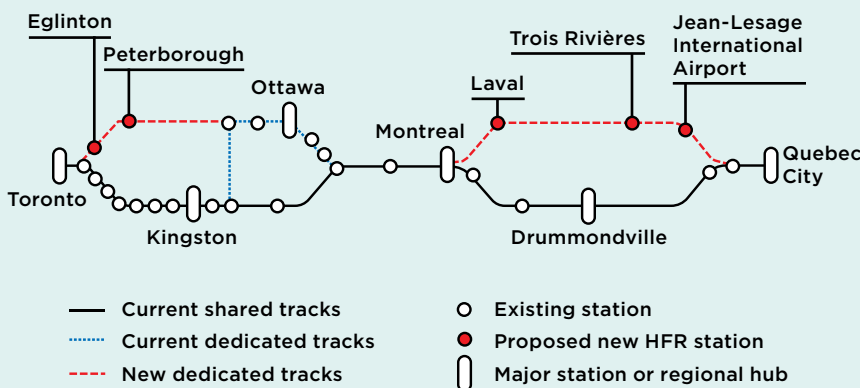 Eglinton
Peterborough
Ottawa
Toronto
Kingston
Montreal
Laval
Trois Rivières
Jean-Lesage
International
Airport
Quebec
City
Drummondville
Current shared tracks
Current dedicated tracks
New dedicated tracks
Existing station
Proposed new HFR station
Major station or regional hub